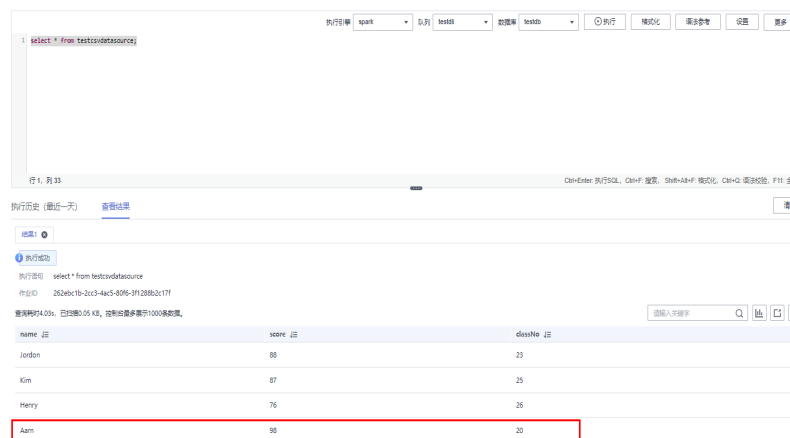 执行引擎 spark 队列 testdli 数据库 testdb 执行 格式化 语法参考 设置 更多
1 select * from testcsvdatasource;
行 1，列 33 Ctrl+Enter: 执行SQL，Ctrl+F: 搜索， Shift+Alt+F: 格式化，Ctrl+Q: 语法校验，F11: 全
执行历史 (最近一天) 查看结果 清
结果1
执行成功
执行语句 select * from testcsvdatasource
作业ID 262ebc1b-2cc3-4ac5-80f6-3f1288b2c17f
查询耗时4.03s，已扫描0.05 KB。控制台最多展示1000条数据。 请输入关键字
name score classNo
Jordon 88 23
Kim 87 25
Henry 76 26
Aarn 98 20